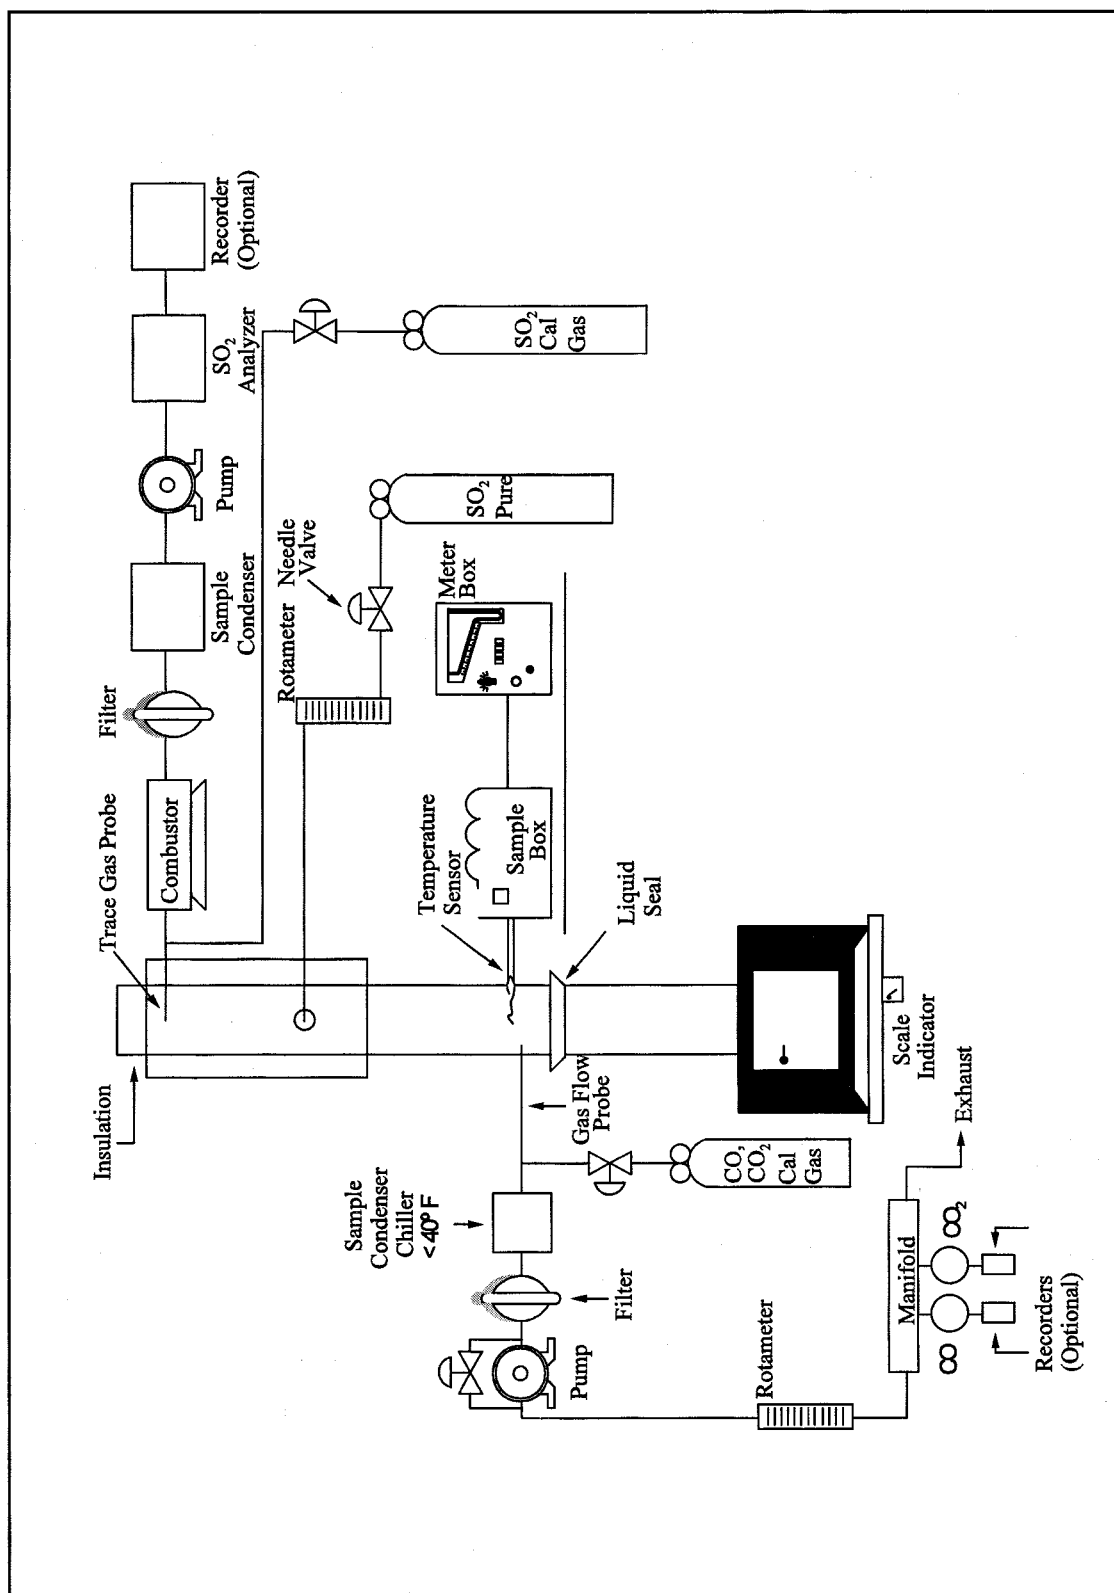 Recorder
(Optional)
SO2
Analyzer
Pump
Sample
Condenser
Filter
Combustor
Trace Gas Probe
Insulation
SO2
Cal
Gas
SO2
Pure
Needle
Valve
Rotameter
Meter
Box
Sample
Box
Temperature
Sensor
Liquid
Seal
Scale
Indicator
Gas Flow
Probe
CO,
CO2
Cal
Gas
Sample
Condenser
Chiller
<40° F
Filter
Pump
Rotameter
Manifold
Exhaust
CO2
CO
Recorders
(Optional)